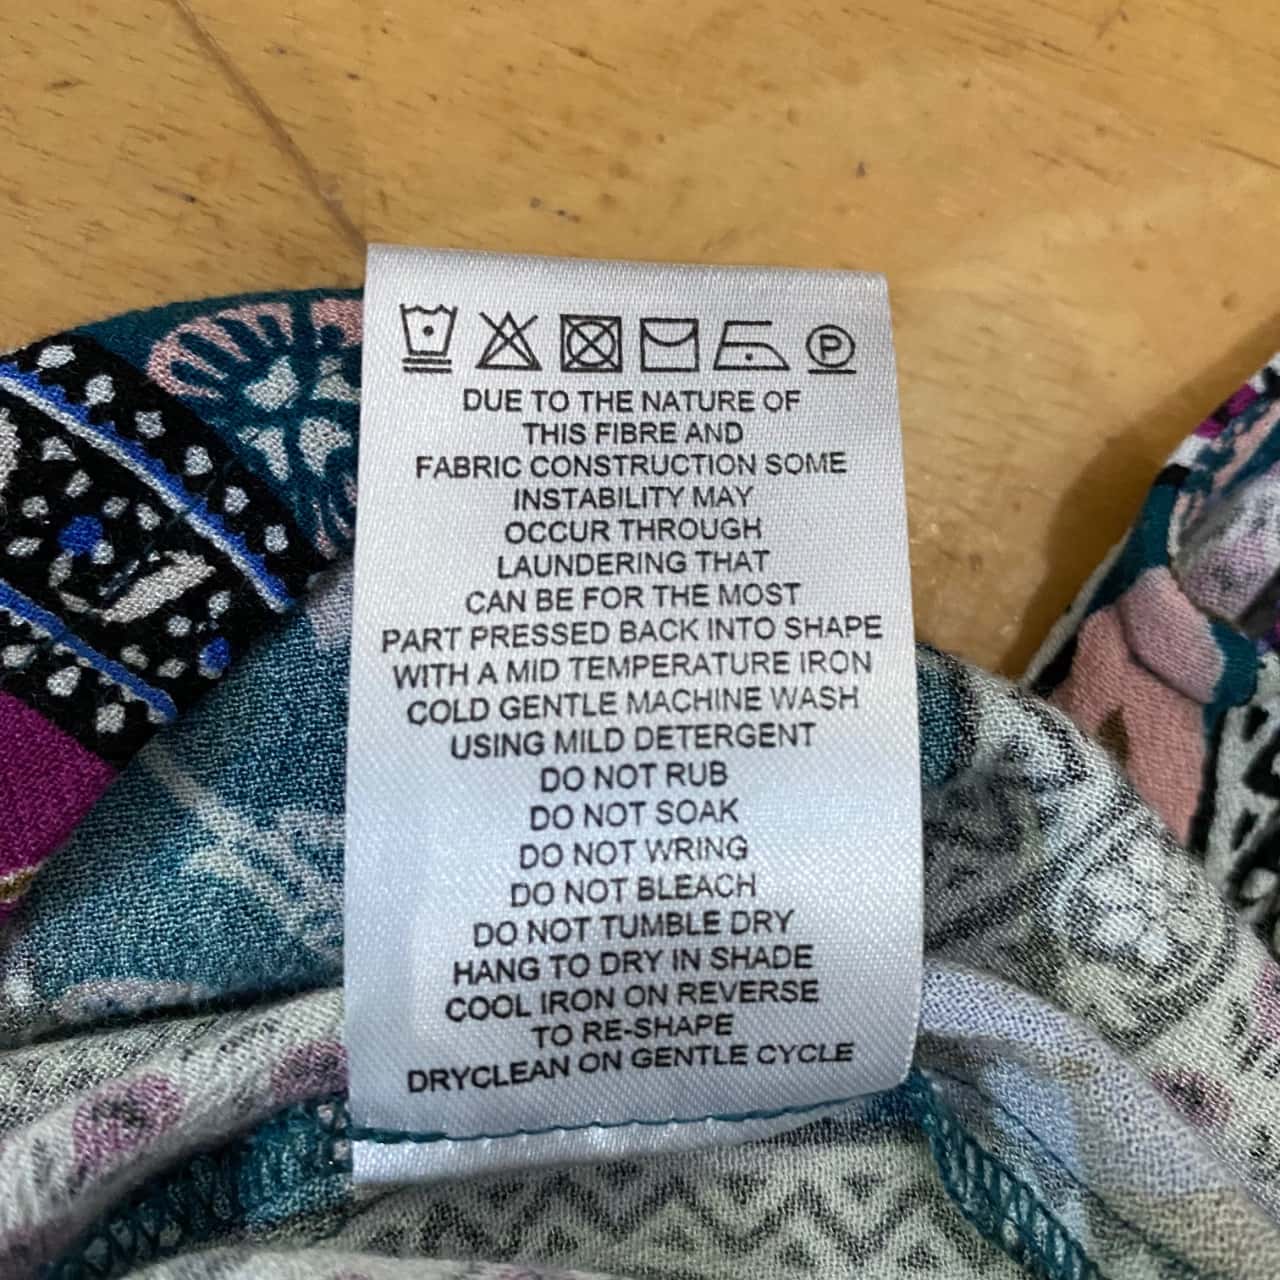 P
DUE TO THE NATURE OF
THIS FIBRE AND
FABRIC CONSTRUCTION SOME
INSTABILITY MAY
OCCUR THROUGH
LAUNDERING THAT
CAN BE FOR THE MOST
PART PRESSED BACK INTO SHAPE
WITH A MID TEMPERATURE IRON
COLD GENTLE MACHINE WASH
USING MILD DETERGENT
DO NOT RUB
DO NOT SOAK
DO NOT WRING
DO NOT BLEACH
DO NOT TUMBLE DRY
HANG TO DRY IN SHADE
COOL IRON ON REVERSE
TO RE-SHAPE
DRYCLEAN ON GENTLE CYCLE